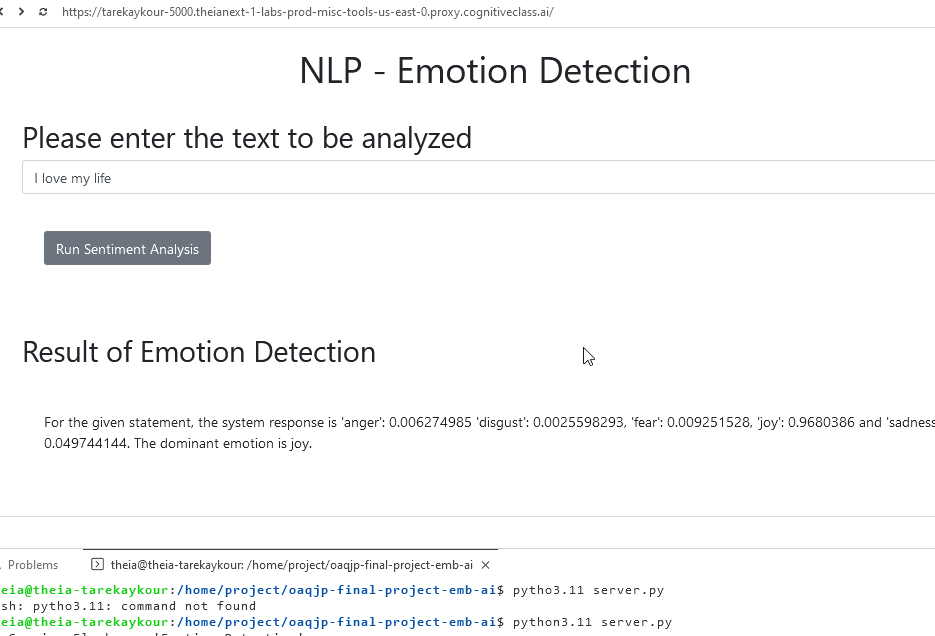 https://tarekaykour-5000.theianext-1-labs-prod-misc-tools-us-east-0.proxy.cognitiveclass.ai/
NLP - Emotion Detection
Please enter the text to be analyzed
I love my life
Run Sentiment Analysis
Result of Emotion Detection
For the given statement, the system response is 'anger': 0.006274985 'disgust': 0.0025598293, 'fear': 0.009251528, 'joy': 0.9680386 and 'sadness
0.049744144. The dominant emotion is joy.
Problems
theia@theia-tarekaykour: /home/project/oaqjp-final-project-emb-ai ×
eia@theia-tarekaykour:/home/project/oaqjp-final-project-emb-ai$ pytho3.11 server.py
sh: pytho3.11: command not found
eia@theia-tarekaykour:/home/project/oaqjp-final-project-emb-ai$ python3.11 server.py